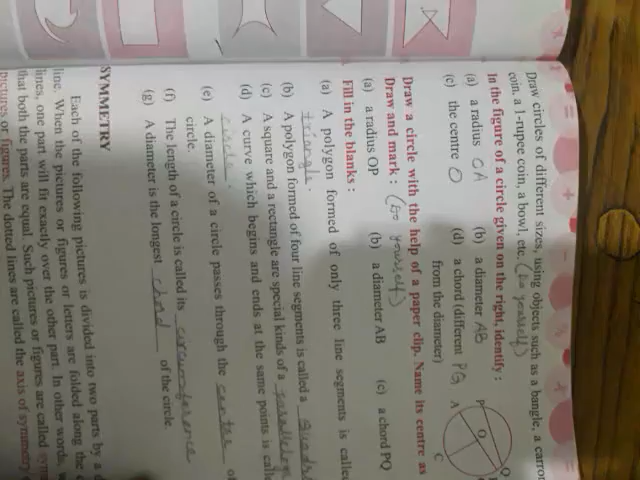 Draw circles of different sizes, using objects such as a bangle, a carrom
coin, a 1-rupee coin, a bowl, etc. (Do yourself)
In the figure of a circle given on the right, identify :
(a) a radius OA (b) a diameter AB
(c) the centre O (d) a chord (different PQ
from the diameter)
P Q
O
A C
Draw a circle with the help of a paper clip. Name its centre as
Draw and mark : (Do yourself)
(a) a radius OP (b) a diameter AB (c) a chord PQ
Fill in the blanks :
(a) A polygon formed of only three line segments is called
triangle.
(b) A polygon formed of four line segments is called a
(c) A square and a rectangle are special kinds of a
(d) A curve which begins and ends at the same points is
circle.
(e) A diameter of a circle passes through the center
circle.
(f) The length of a circle is called its circumference
(g) A diameter is the longest chord of the circle.
SYMMETRY
Each of the following pictures is divided into two parts by a
line. When the pictures or figures or letters are folded along the
lines, one part will fit exactly over the other part. In other words,
that both the parts are equal. Such pictures or figures are called
pictures or figures. The dotted lines are called the axis of symmetry